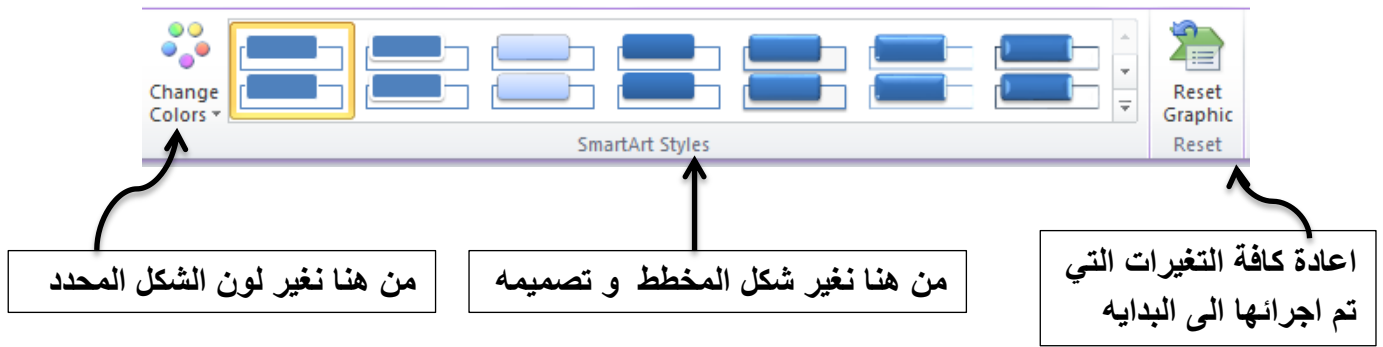 Change
Colors
SmartArt Styles
Reset
Graphic
Reset
من هنا نغير لون الشكل المحدد
من هنا نغير شكل المخطط و تصميمه
اعادة كافة التغيرات التي
تم اجرائها الى البدايه